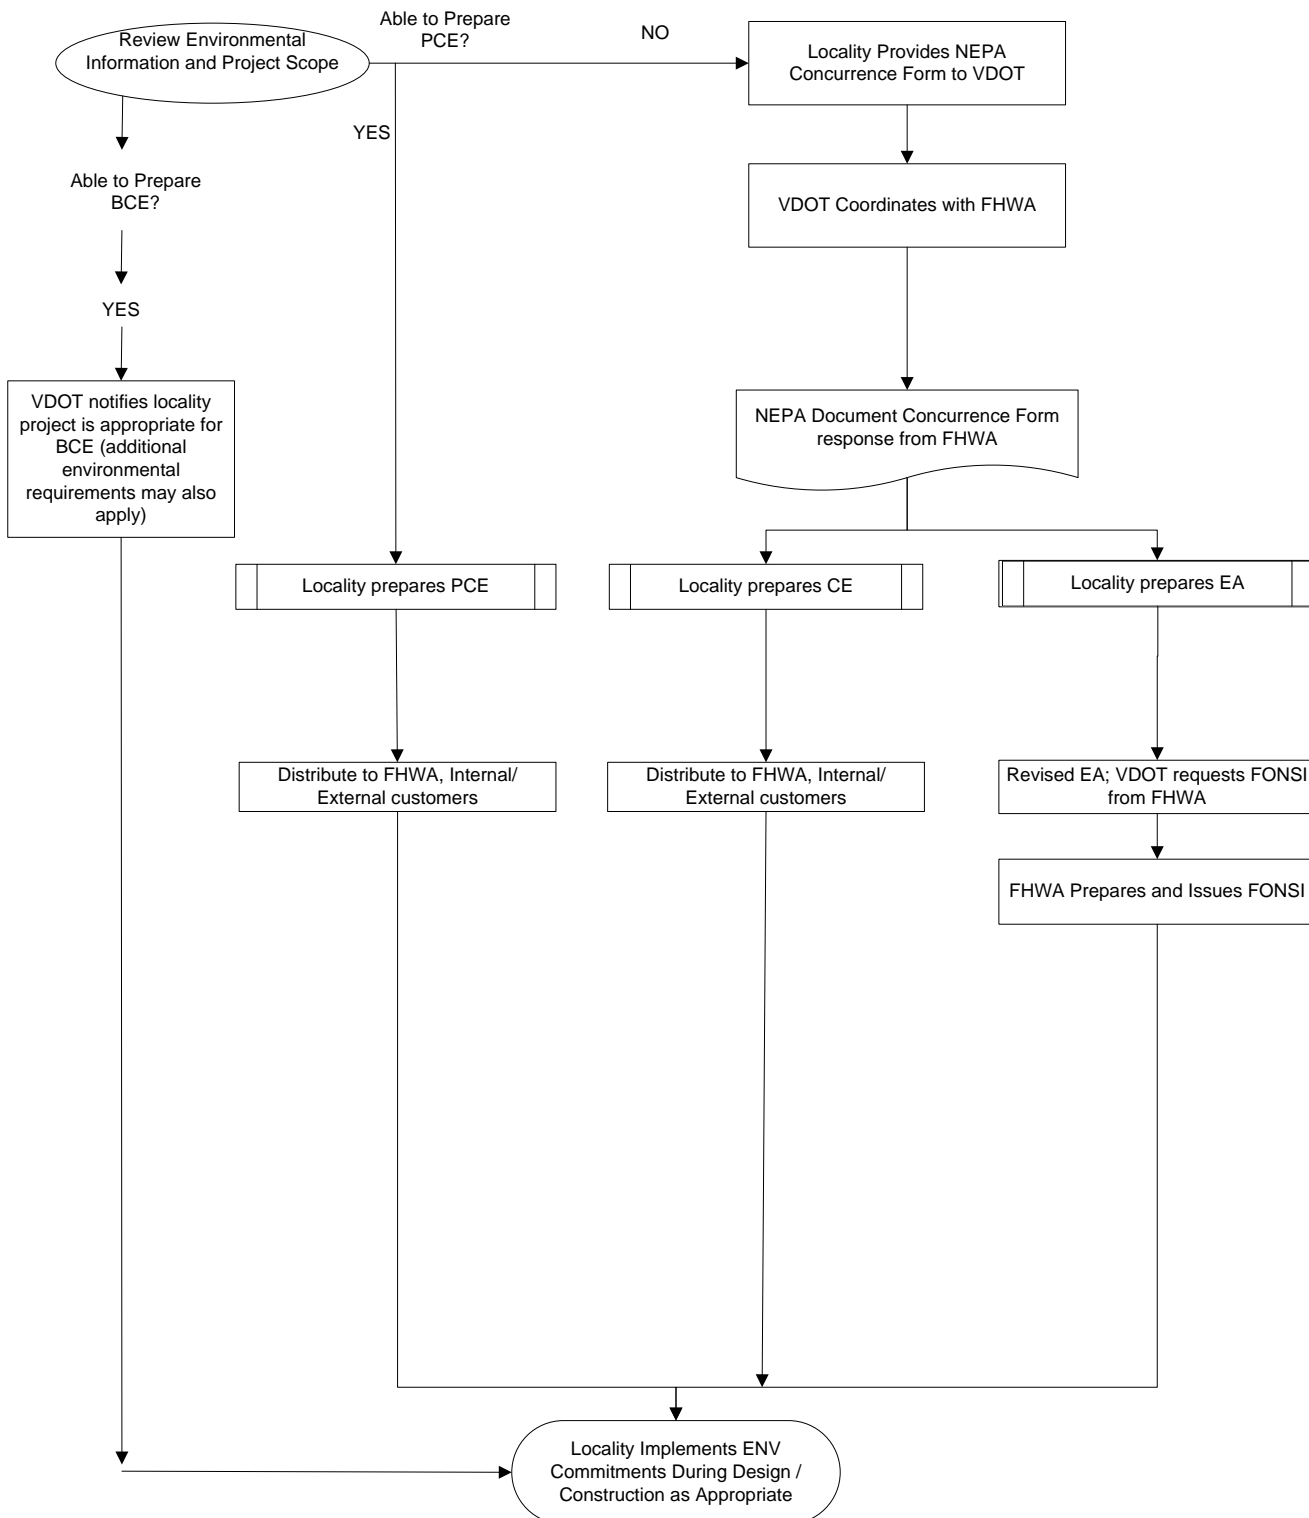 Review Environmental
Information and Project Scope
Able to Prepare
PCE?
NO
Locality Provides NEPA
Concurrence Form to VDOT
YES
Able to Prepare
BCE?
VDOT Coordinates with FHWA
YES
VDOT notifies locality
project is appropriate for
BCE (additional
environmental
requirements may also
apply)
NEPA Document Concurrence Form
response from FHWA
Locality prepares PCE
Locality prepares CE
Locality prepares EA
Distribute to FHWA, Internal/
External customers
Distribute to FHWA, Internal/
External customers
Revised EA; VDOT requests FONSI
from FHWA
FHWA Prepares and Issues FONSI
Locality Implements ENV
Commitments During Design /
Construction as Appropriate